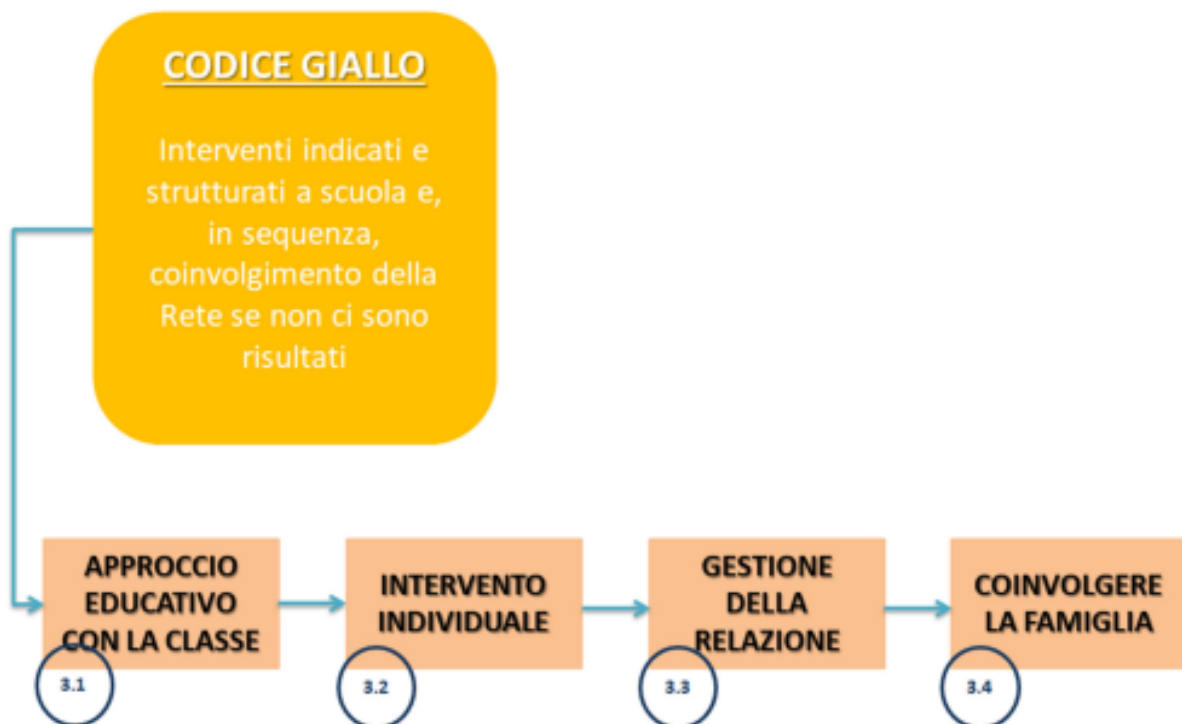 CODICE GIALLO
Interventi indicati e
strutturati a scuola e,
in sequenza,
coinvolgimento della
Rete se non ci sono
risultati
APPROCCIO
EDUCATIVO
CON LA CLASSE
3.1
INTERVENTO
INDIVIDUALE
3.2
GESTIONE
DELLA
RELAZIONE
3.3
COINVOLGERE
LA FAMIGLIA
3.4